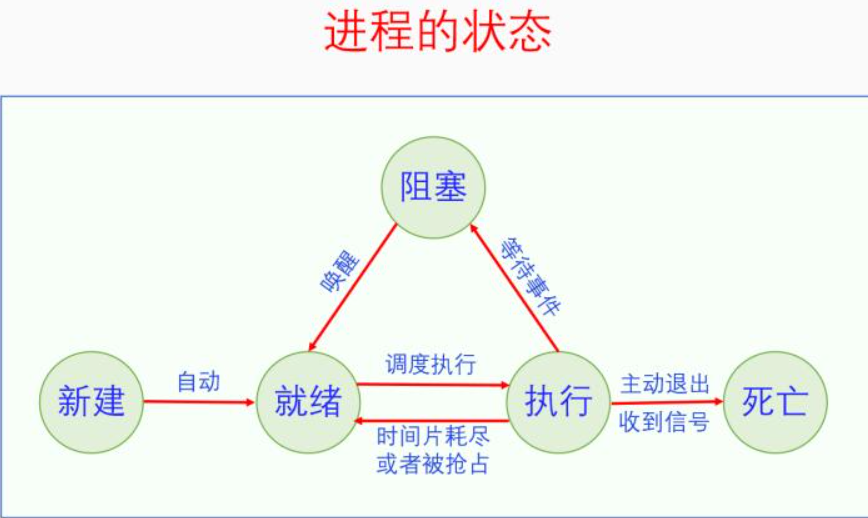 进程的状态
阻塞
唤醒
等待事件
新建
自动
就绪
调度执行
时间片耗尽
或者被抢占
执行
主动退出
收到信号
死亡